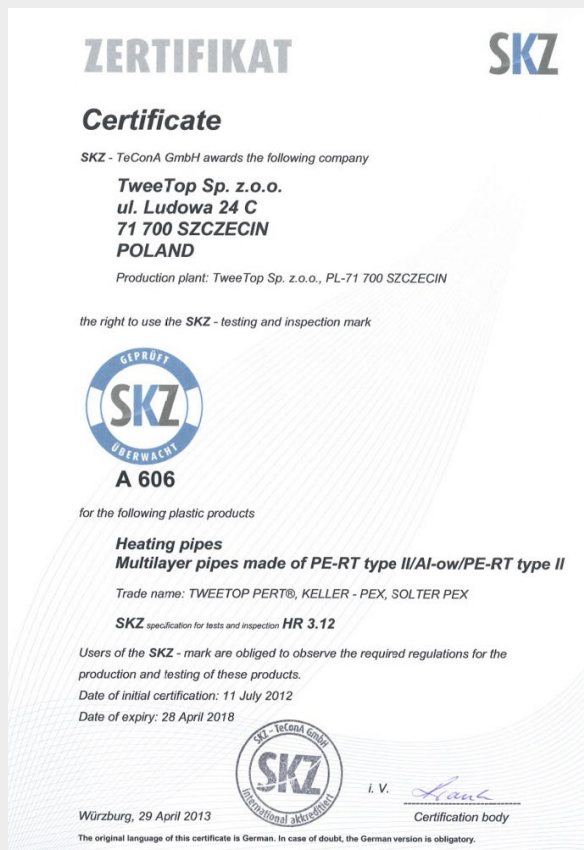 ZERTIFIKAT
SKZ
Certificate
SKZ - TeConA GmbH awards the following company
TweeTop Sp. z.o.o.
ul. Ludowa 24 C
71 700 SZCZECIN
POLAND
Production plant: TweeTop Sp. z.o.o., PL-71 700 SZCZECIN
the right to use the SKZ - testing and inspection mark
GEPRÜFT
SKZ
ÜBERWACHT
A 606
for the following plastic products
Heating pipes
Multilayer pipes made of PE-RT type II/Al-ow/PE-RT type II
Trade name: TWEETOP PERT®, KELLER - PEX, SOLTER PEX
SKZ specification for tests and inspection HR 3.12
Users of the SKZ - mark are obliged to observe the required regulations for the
production and testing of these products.
Date of initial certification: 11 July 2012
Date of expiry: 28 April 2018
SKZ - TeConA GmbH
SKZ
international akkreditiert
i. V.
Würzburg, 29 April 2013
Certification body
The original language of this certificate is German. In case of doubt, the German version is obligatory.